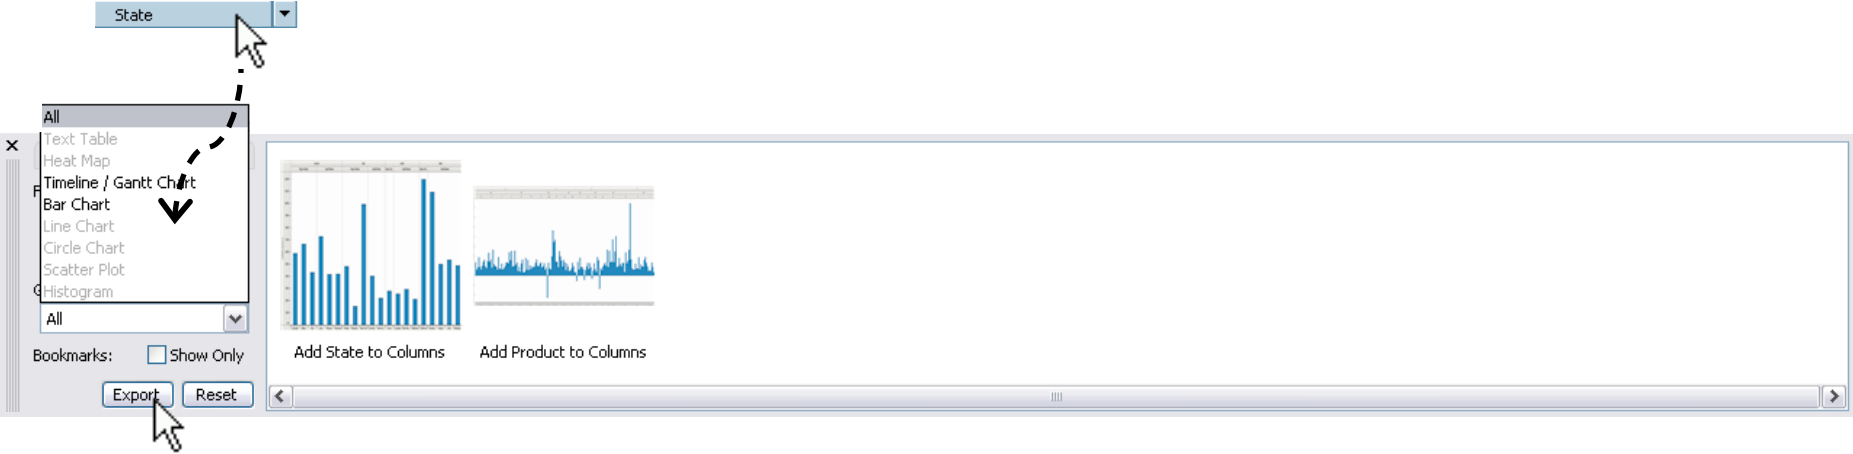 State
All
Text Table
Heat Map
Timeline / Gantt Chart
Bar Chart
Line Chart
Circle Chart
Scatter Plot
Histogram
All
Bookmarks: Show Only
Export Reset
Add State to Columns
Add Product to Columns